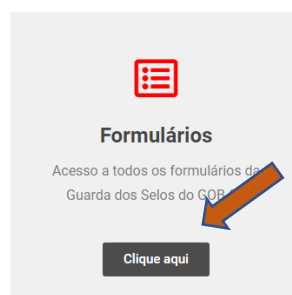 Formulários
Acesso a todos os formulários da
Guarda dos Selos do GOB
Clique aqui